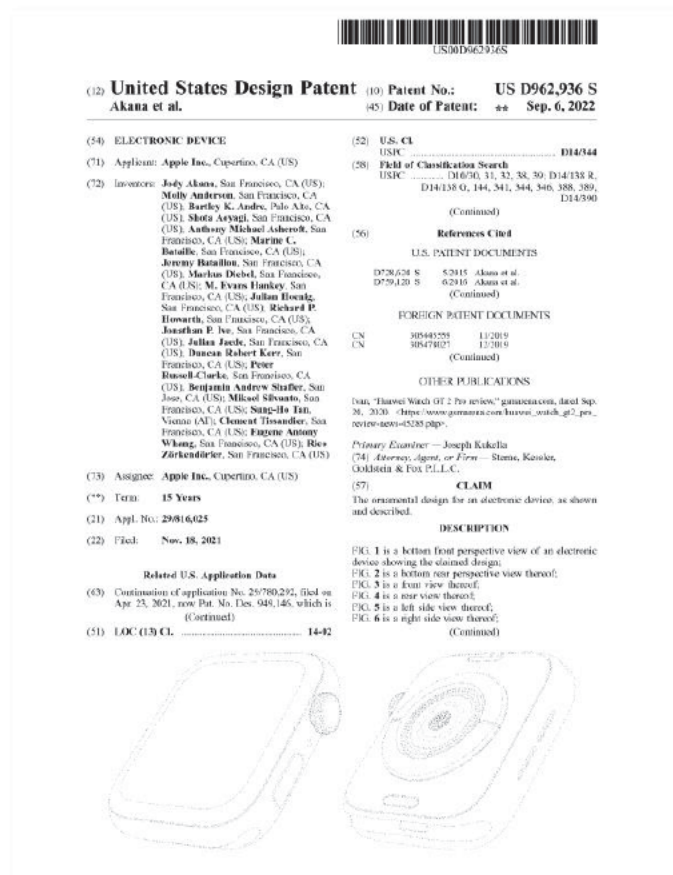 US00D962936S
(12) United States Design Patent
Akana et al.
(10) Patent No.: US D962,936 S
(45) Date of Patent: ** Sep. 6, 2022
(54) ELECTRONIC DEVICE
(71) Applicant: Apple Inc., Cupertino, CA (US)
(72) Inventors: Jody Akana, San Francisco, CA (US);
Molly Anderson, San Francisco, CA
(US); Bartley K. Andre, Palo Alto, CA
(US); Shota Aoyagi, San Francisco, CA
(US); Anthony Michael Ashcroft, San
Francisco, CA (US); Marine C.
Bataille, San Francisco, CA (US);
Jeremy Bataillou, San Francisco, CA
(US); Markus Diebel, San Francisco,
CA (US); M. Evans Hankey, San
Francisco, CA (US); Julian Hoenig,
San Francisco, CA (US); Richard P.
Howarth, San Francisco, CA (US);
Jonathan P. Ive, San Francisco, CA
(US); Julian Jaede, San Francisco, CA
(US); Duncan Robert Kerr, San
Francisco, CA (US); Peter
Russell-Clarke, San Francisco, CA
(US); Benjamin Andrew Shaffer, San
Jose, CA (US); Mikael Silvanto, San
Francisco, CA (US); Sung-Ho Tan,
Vienna (AT); Clement Tissandier, San
Francisco, CA (US); Eugene Antony
Whang, San Francisco, CA (US); Rico
Zörkendörfer, San Francisco, CA (US)
(73) Assignee: Apple Inc., Cupertino, CA (US)
(**) Term: 15 Years
(21) Appl. No.: 29/816,025
(22) Filed: Nov. 18, 2021
Related U.S. Application Data
(63) Continuation of application No. 29/780,292, filed on
Apr. 23, 2021, now Pat. No. Des. 949,146, which is
(Continued)
(51) LOC (13) Cl. .............................. 14-02
(52) U.S. Cl.
USPC ...................................... D14/344
(58) Field of Classification Search
USPC ......... D10/30, 31, 32, 38, 39; D14/138 R,
D14/138 G, 144, 341, 344, 346, 388, 389,
D14/390
(Continued)
(56) References Cited
U.S. PATENT DOCUMENTS
D728,624 S 5/2015 Akana et al.
D759,120 S 6/2016 Akana et al.
(Continued)
FOREIGN PATENT DOCUMENTS
CN 305445559 11/2019
CN 305479027 12/2019
(Continued)
OTHER PUBLICATIONS
Ivan, "Huawei Watch GT 2 Pro review," gsmarena.com, dated Sep.
26, 2020. <https://www.gsmarena.com/huawei_watch_gt2_pro_
review-news-45285.php>.
Primary Examiner — Joseph Kukella
(74) Attorney, Agent, or Firm — Sterne, Kessler,
Goldstein & Fox P.L.L.C.
(57) CLAIM
The ornamental design for an electronic device, as shown
and described.
DESCRIPTION
FIG. 1 is a bottom front perspective view of an electronic
device showing the claimed design;
FIG. 2 is a bottom rear perspective view thereof;
FIG. 3 is a front view thereof;
FIG. 4 is a rear view thereof;
FIG. 5 is a left side view thereof;
FIG. 6 is a right side view thereof;
(Continued)